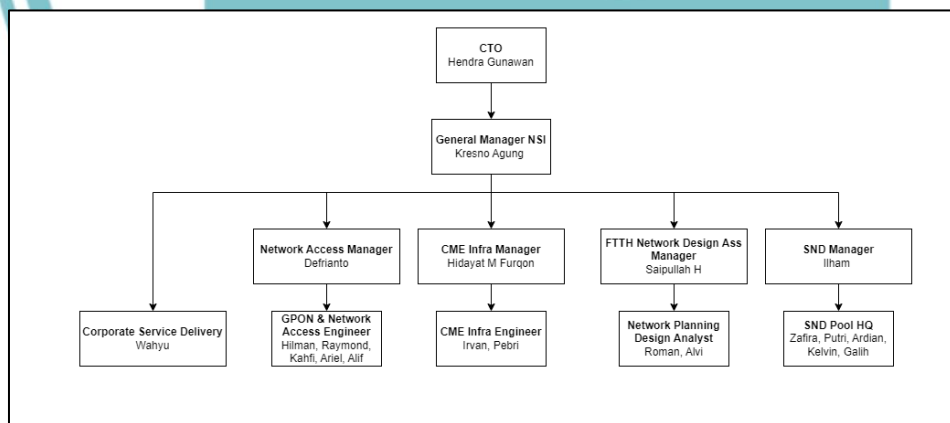 CTO
Hendra Gunawan
General Manager NSI
Kresno Agung
Network Access Manager
Defrianto
CME Infra Manager
Hidayat M Furqon
FTTH Network Design Ass
Manager
Saipullah H
SND Manager
Ilham
Corporate Service Delivery
Wahyu
GPON & Network
Access Engineer
Hilman, Raymond,
Kahfi, Ariel, Alif
CME Infra Engineer
Irvan, Pebri
Network Planning
Design Analyst
Roman, Alvi
SND Pool HQ
Zafira, Putri, Ardian,
Kelvin, Galih